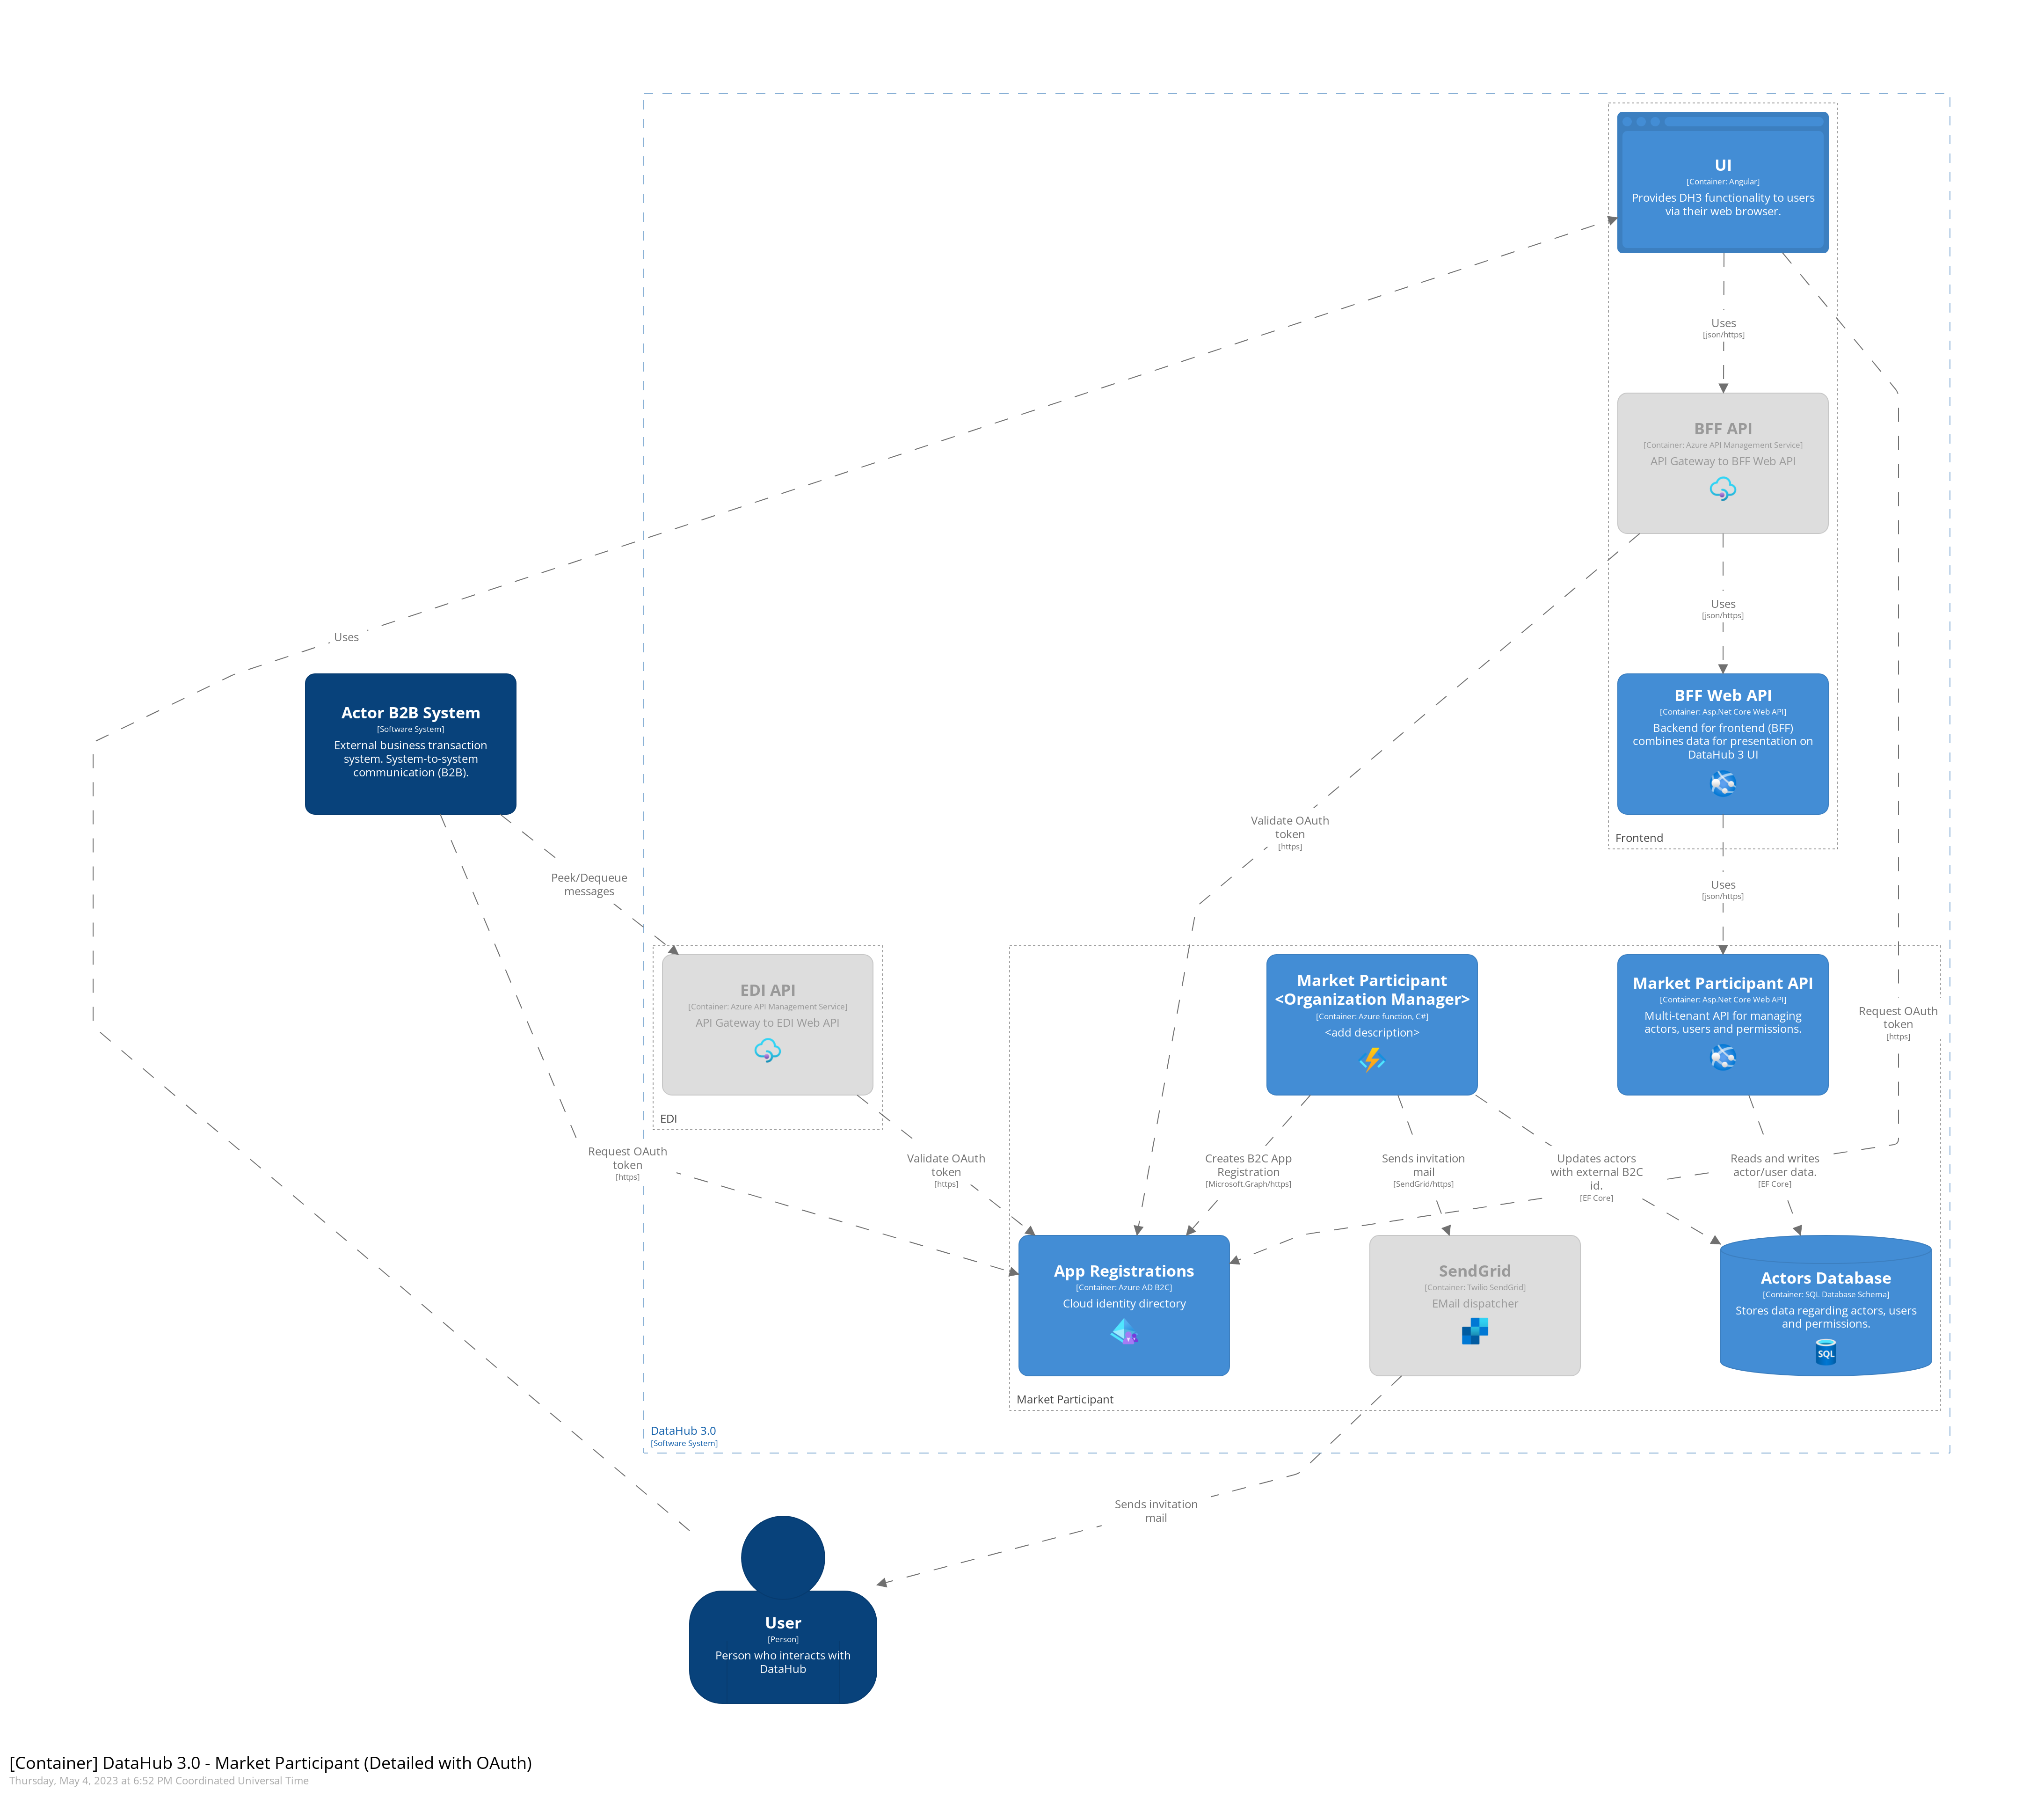 UI
[Container: Angular]
Provides DH3 functionality to users
via their web browser.
Uses
[json/https]
BFF API
[Container: Azure API Management Service]
API Gateway to BFF Web API
Uses
[json/https]
Uses
Actor B2B System
[Software System]
External business transaction
system. System-to-system
communication (B2B).
BFF Web API
[Container: Asp.Net Core Web API]
Backend for frontend (BFF)
combines data for presentation on
DataHub 3 UI
Validate OAuth
token
[https]
Frontend
Peek/Dequeue
messages
Uses
[json/https]
EDI API
[Container: Azure API Management Service]
API Gateway to EDI Web API
EDI
Market Participant
<Organization Manager>
[Container: Azure function, C#]
<add description>
Market Participant API
[Container: Asp.Net Core Web API]
Multi-tenant API for managing
actors, users and permissions.
Request OAuth
token
[https]
Request OAuth
token
[https]
Validate OAuth
token
[https]
Creates B2C App
Registration
[Microsoft.Graph/https]
Sends invitation
mail
[SendGrid/https]
Updates actors
with external B2C
id.
[EF Core]
Reads and writes
actor/user data.
[EF Core]
App Registrations
[Container: Azure AD B2C]
Cloud identity directory
SendGrid
[Container: Twilio SendGrid]
EMail dispatcher
Actors Database
[Container: SQL Database Schema]
Stores data regarding actors, users
and permissions.
SQL
Market Participant
DataHub 3.0
[Software System]
Sends invitation
mail
User
[Person]
Person who interacts with
DataHub
[Container] DataHub 3.0 - Market Participant (Detailed with OAuth)
Thursday, May 4, 2023 at 6:52 PM Coordinated Universal Time